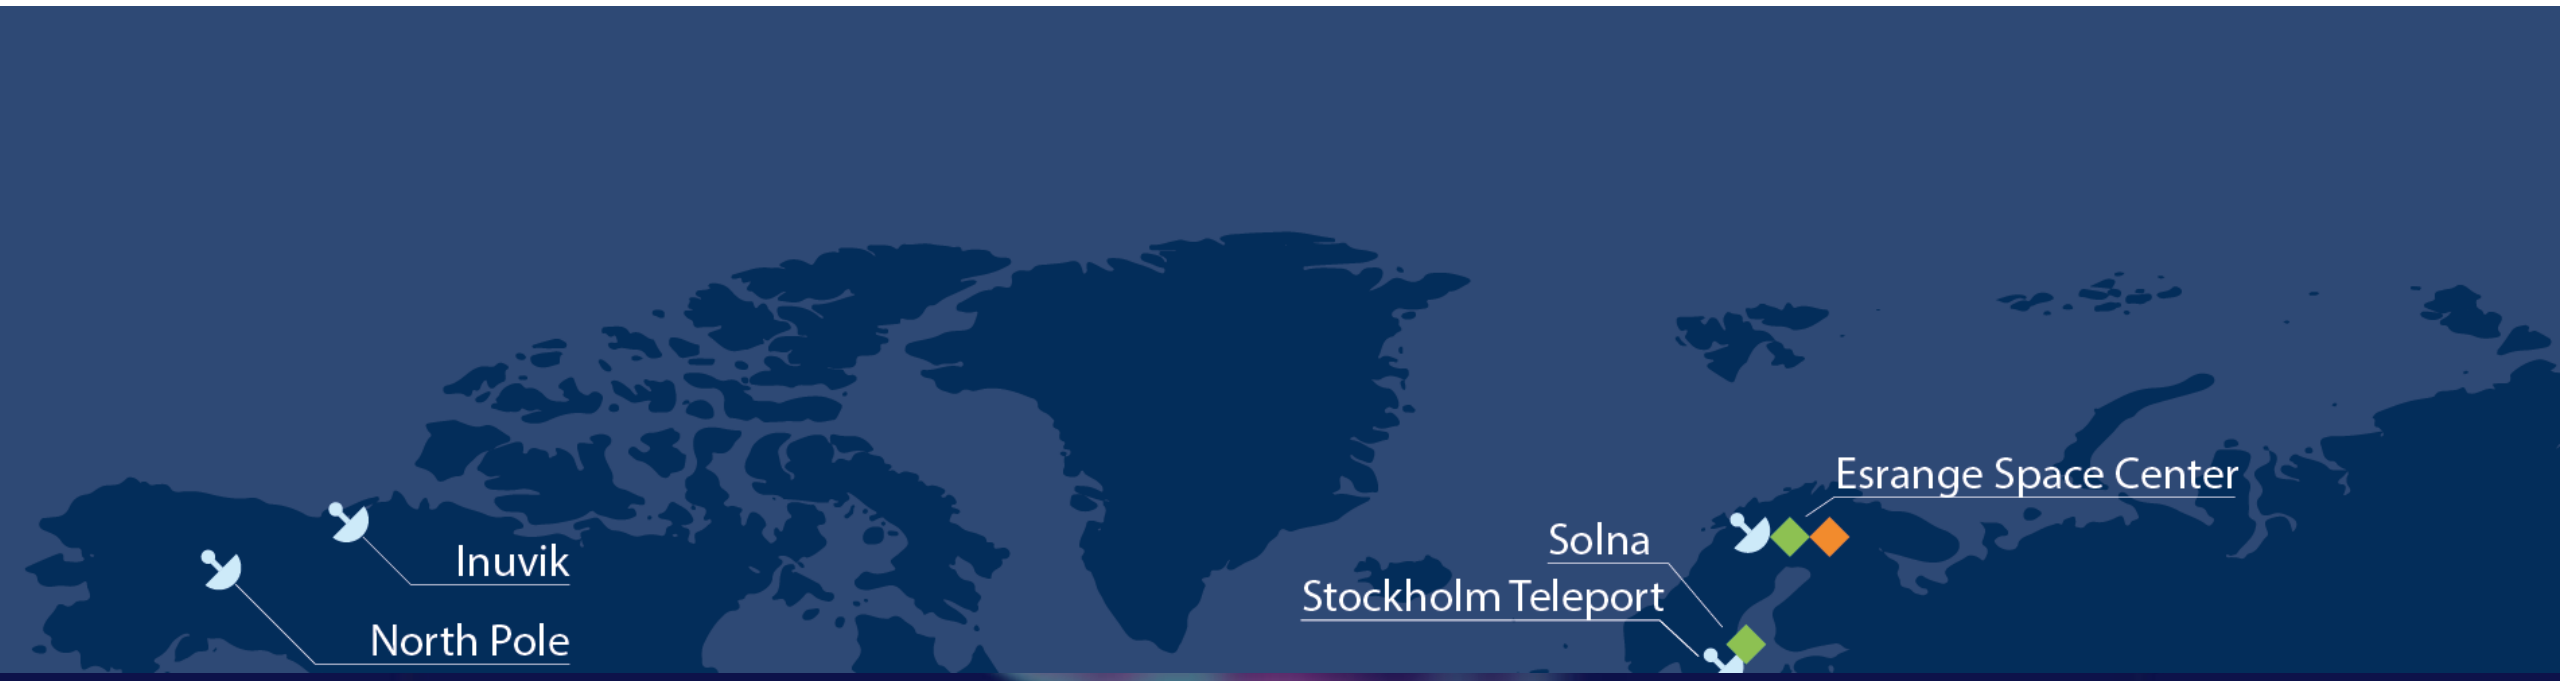 Esrange Space Center
Solna
Inuvik
Stockholm Teleport
North Pole